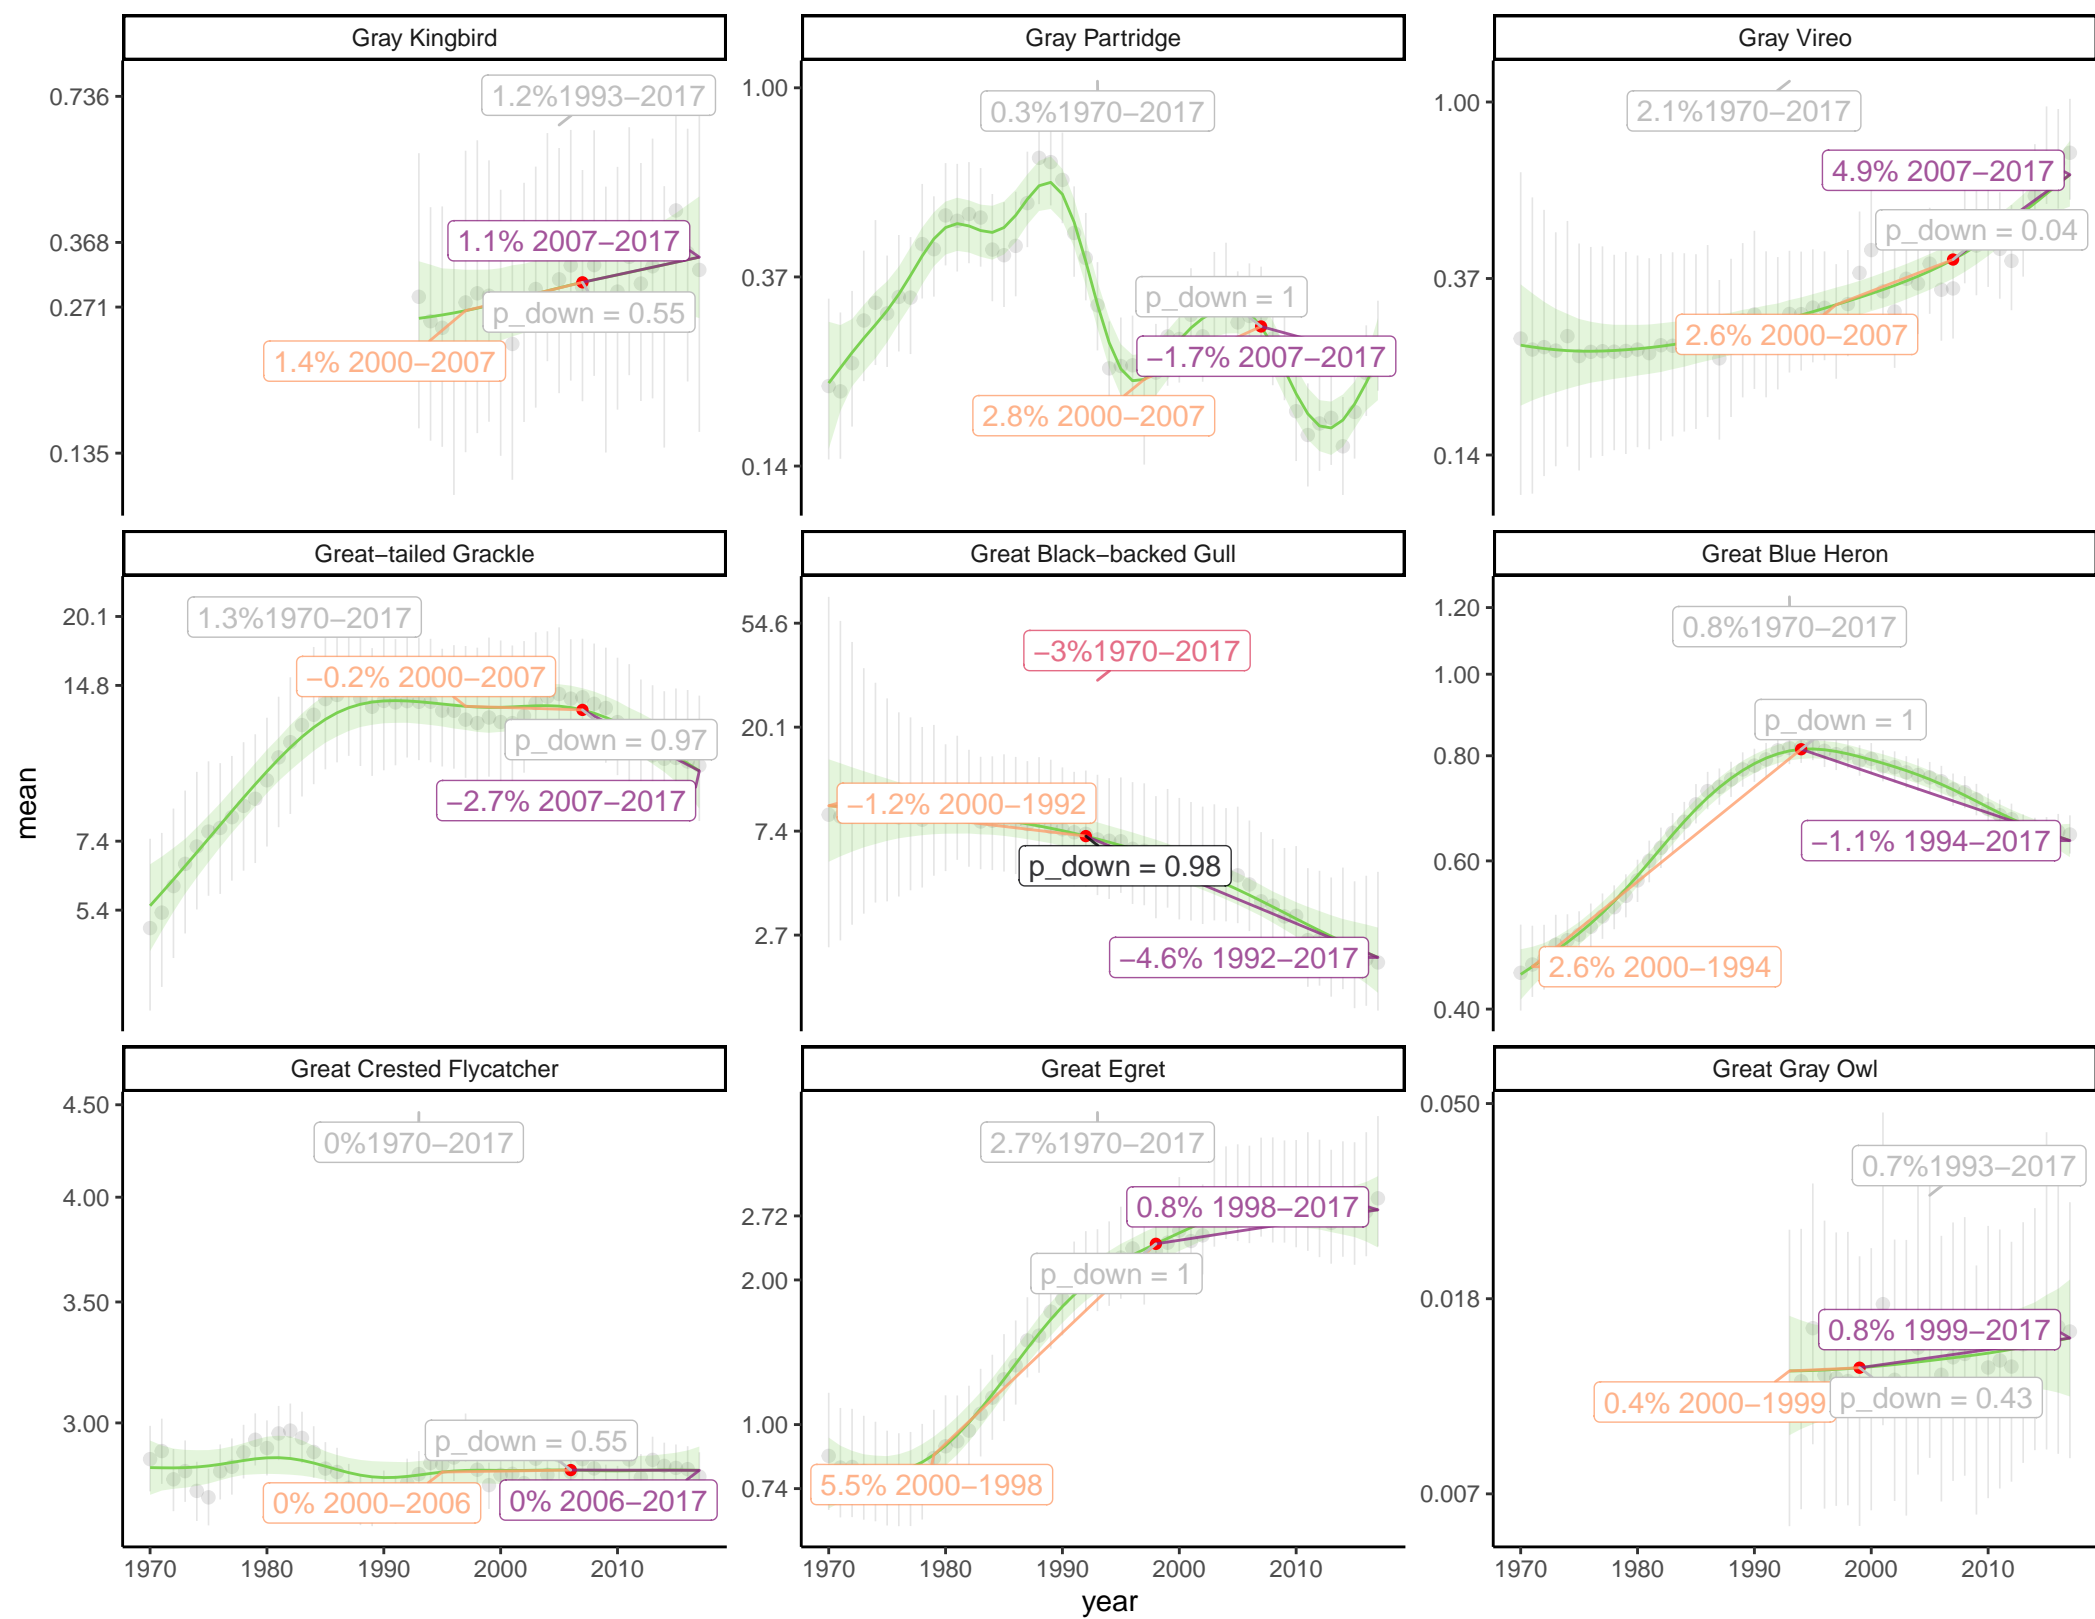 Gray Kingbird
Gray Partridge
Gray Vireo
0.736
0.368
0.271
0.135
1.2%1993−2017
1.1% 2007−2017
p_down = 0.55
1.4% 2000−2007
1.00
0.37
0.14
0.3%1970−2017
p_down = 1
−1.7% 2007−2017
2.8% 2000−2007
1.00
0.37
0.14
2.1%1970−2017
4.9% 2007−2017
p_down = 0.04
2.6% 2000−2007
Great−tailed Grackle
Great Black−backed Gull
Great Blue Heron
mean
20.1
14.8
7.4
5.4
1.3%1970−2017
−0.2% 2000−2007
p_down = 0.97
−2.7% 2007−2017
54.6
20.1
7.4
2.7
−3%1970−2017
−1.2% 2000−1992
p_down = 0.98
−4.6% 1992−2017
1.20
1.00
0.80
0.60
0.40
0.8%1970−2017
p_down = 1
−1.1% 1994−2017
2.6% 2000−1994
Great Crested Flycatcher
Great Egret
Great Gray Owl
4.50
4.00
3.50
3.00
0%1970−2017
p_down = 0.55
0% 2000−2006
0% 2006−2017
2.72
2.00
1.00
0.74
2.7%1970−2017
0.8% 1998−2017
p_down = 1
5.5% 2000−1998
0.050
0.018
0.007
0.7%1993−2017
0.8% 1999−2017
0.4% 2000−1999
p_down = 0.43
1970 1980 1990 2000 2010
1970 1980 1990 2000 2010
1970 1980 1990 2000 2010
year